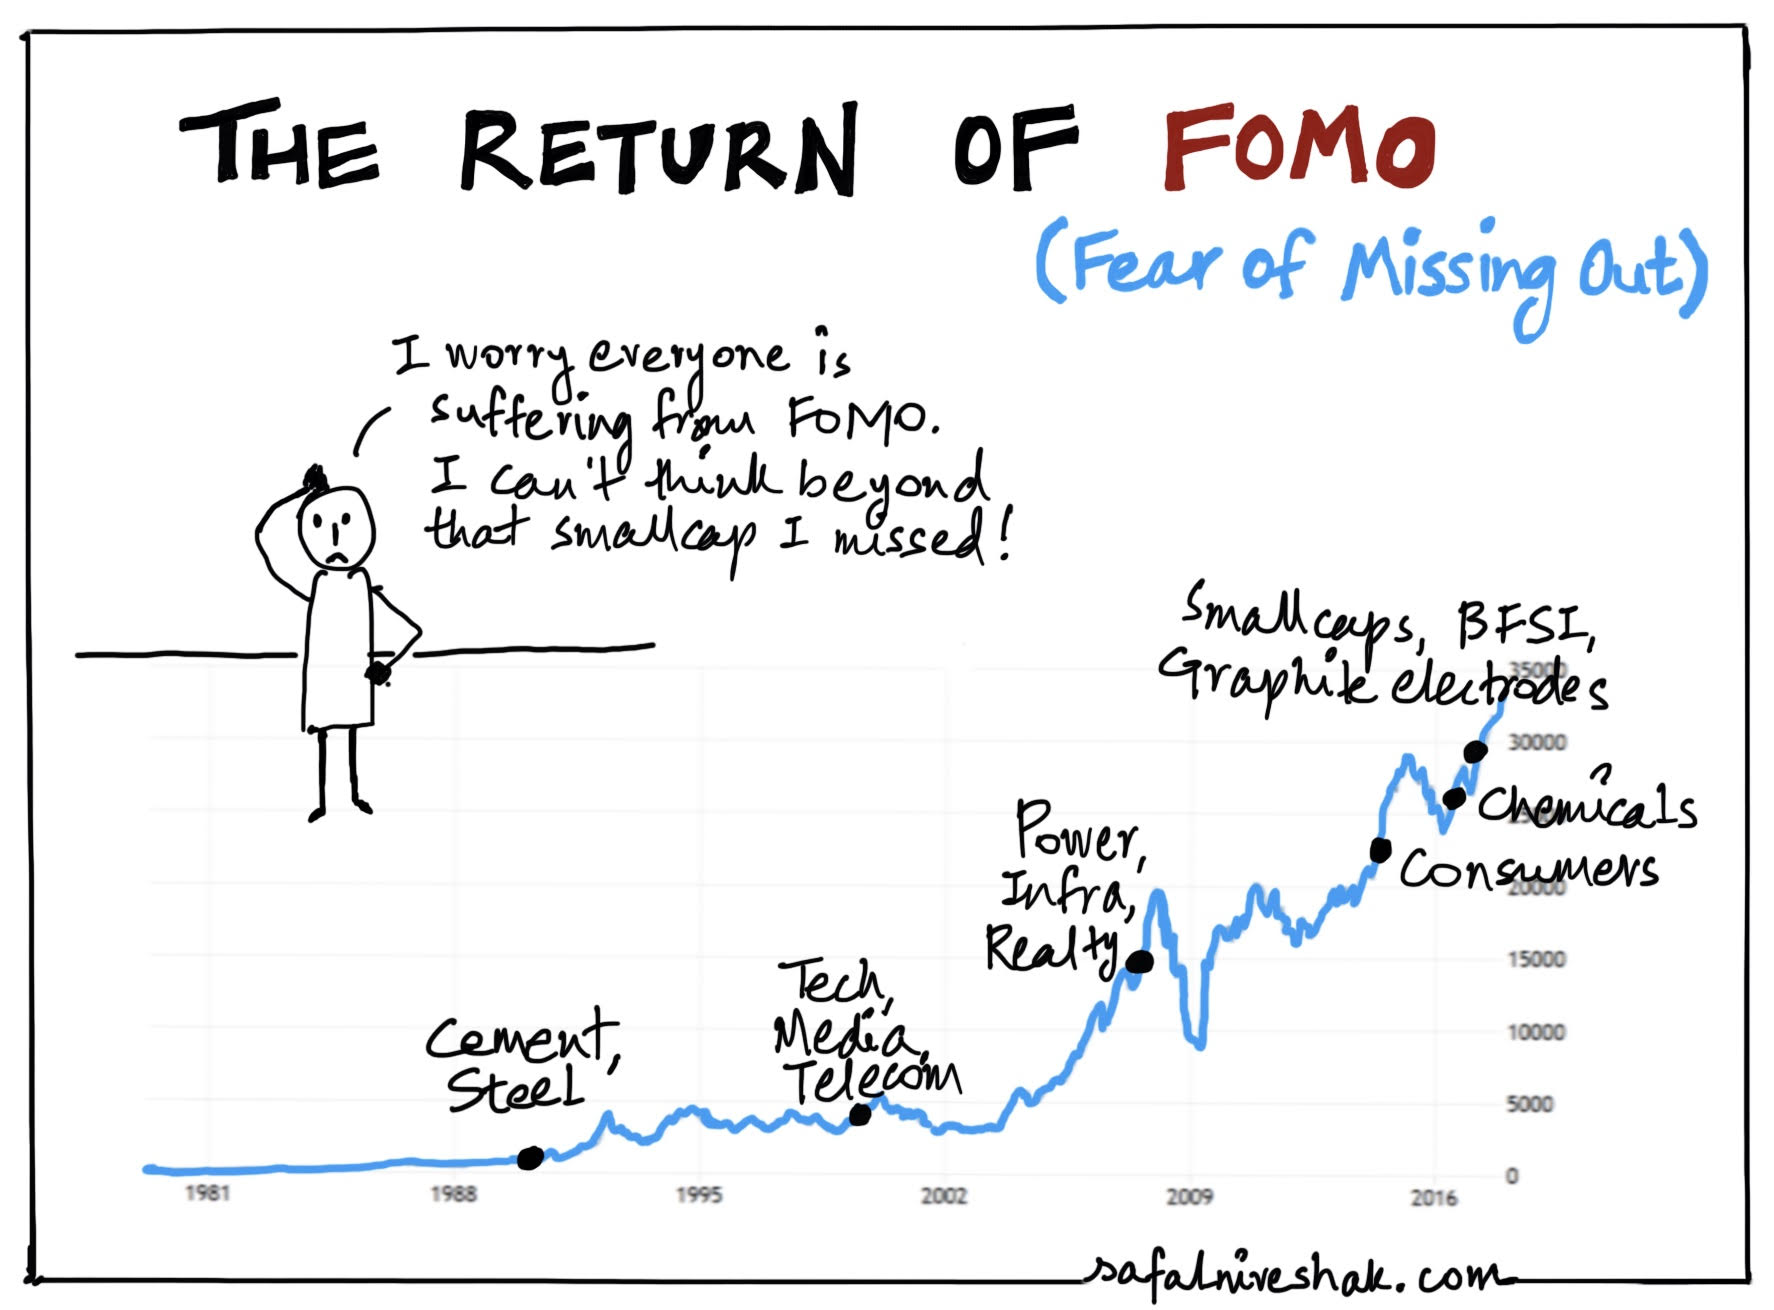 THE RETURN OF FOMO
(Fear of Missing Out)
I worry everyone is
suffering from FOMO.
I can't think beyond
that smallcap I missed!
Smallcaps, BFSI,
Graphite electrodes
35000
30000
Chemicals
Consumers
20000
15000
10000
5000
0
Power,
Infra,
Realty
Tech,
Media,
Telecom
Cement,
Steel
1981
1988
1995
2002
2009
2016
safalniveshak.com